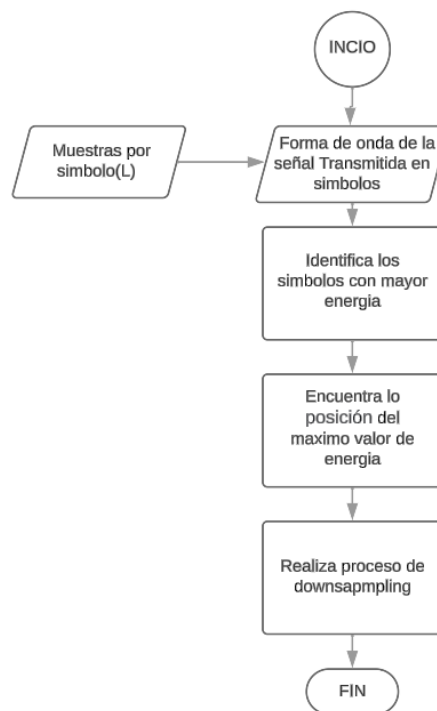 INCIO
Muestras por
simbolo(L)
Forma de onda de la
señal Transmitida en
simbolos
Identifica los
simbolos con mayor
energia
Encuentra lo
posición del
maximo valor de
energia
Realiza proceso de
downsapmpling
FIN